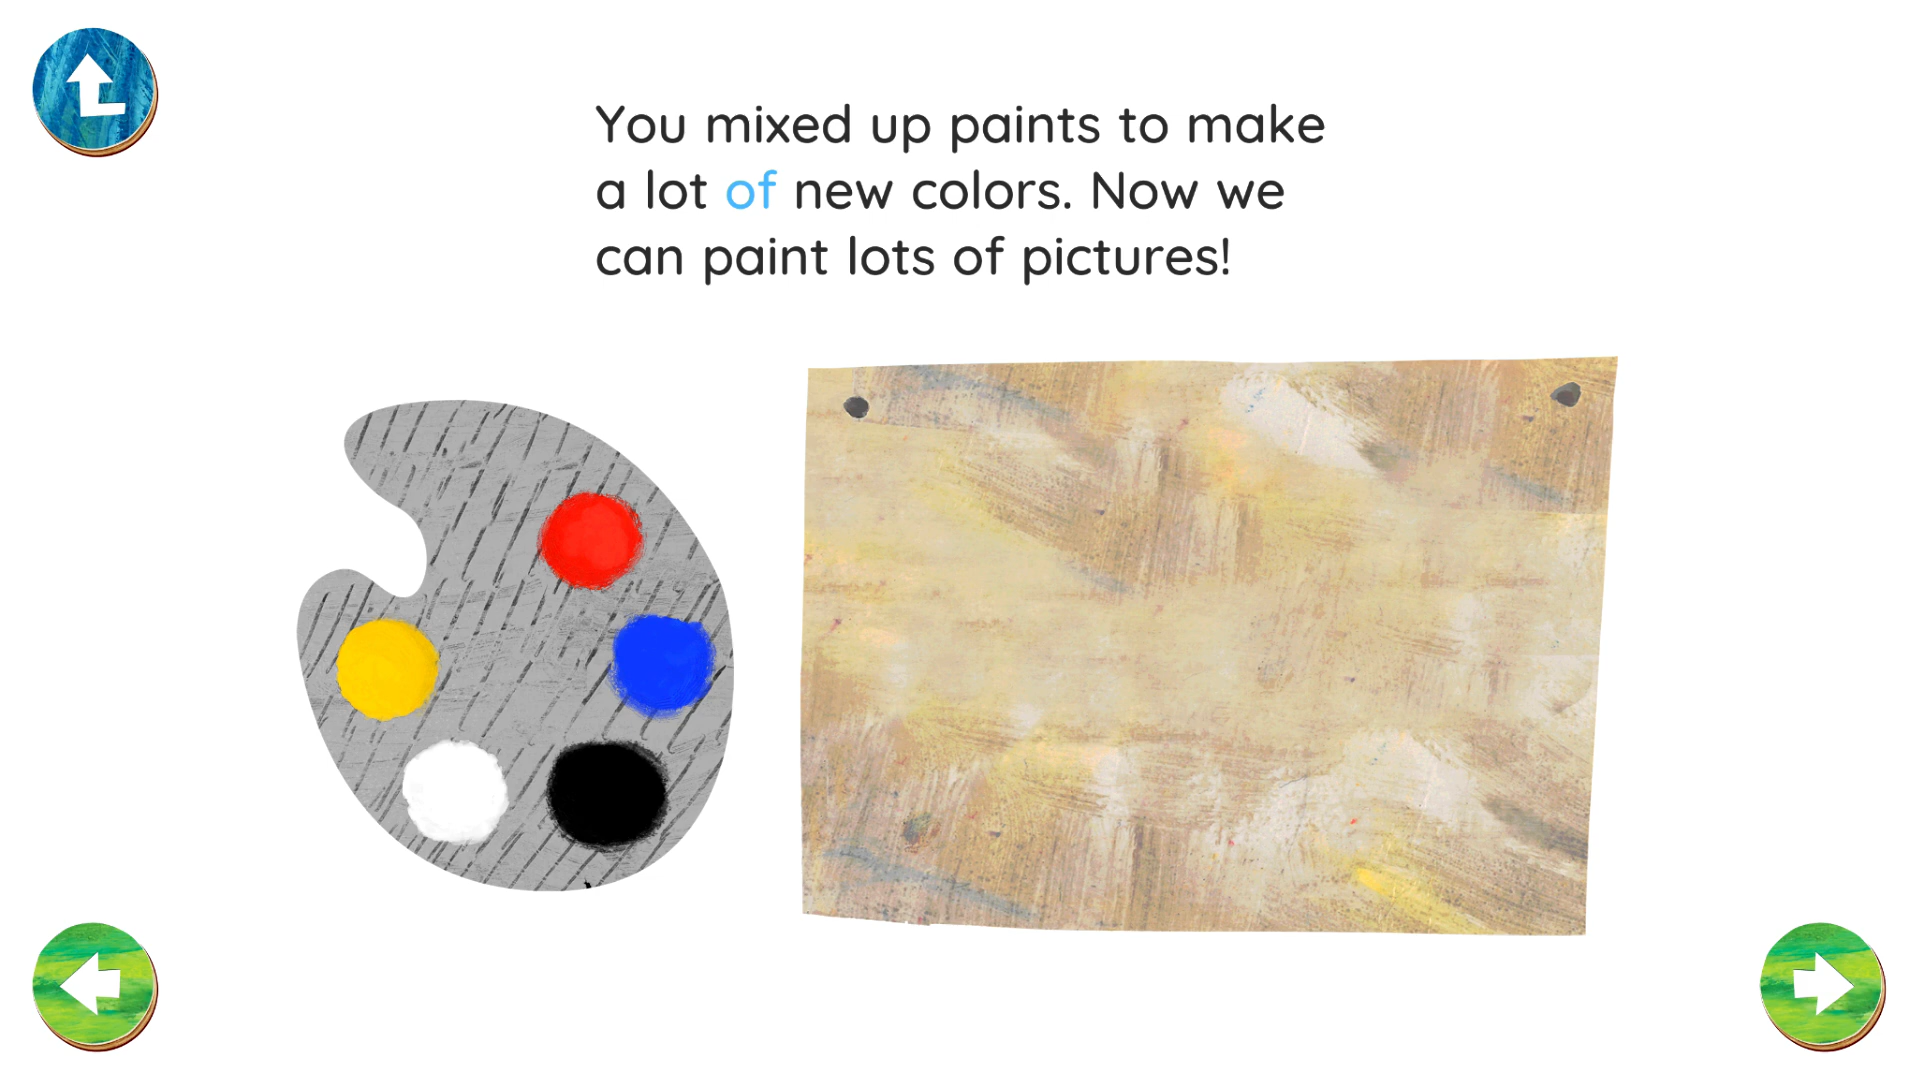 You mixed up paints to make
a lot of new colors. Now we
can paint lots of pictures!